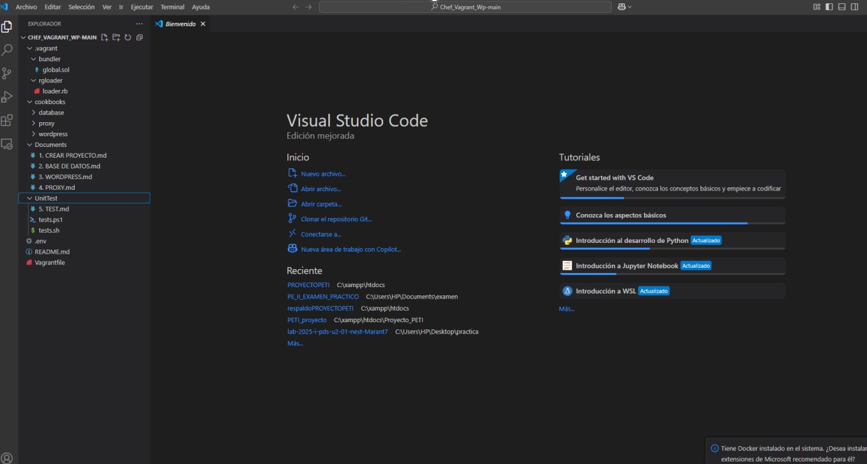 Archivo Editar Selección Ver Ir Ejecutar Terminal Ayuda
Chef_Vagrant_Wp-main
EXPLORADOR
Bienvenido
CHEF_VAGRANT_WP-MAIN
.vagrant
bundler
global.sol
rgloader
loader.rb
cookbooks
database
proxy
wordpress
Documents
1. CREAR PROYECTO.md
2. BASE DE DATOS.md
3. WORDPRESS.md
4. PROXY.md
UnitTest
5. TEST.md
tests.ps1
tests.sh
.env
README.md
Vagrantfile
Visual Studio Code
Edición mejorada
Inicio
Nuevo archivo...
Abrir archivo...
Abrir carpeta...
Clonar el repositorio Git...
Conectarse a...
Nueva área de trabajo con Copilot...
Reciente
PROYECTOPETI C:\xampp\htdocs
PE_II_EXAMEN_PRACTICO C:\Users\HP\Documents\examen
respaldoPROYECTOPETI C:\xampp\htdocs
PETI_proyecto C:\xampp\htdocs\Proyecto_PETI
lab-2025-i-pds-u2-01-nest-Marant7 C:\Users\HP\Desktop\practica
Más...
Tutoriales
Get started with VS Code
Personalice el editor, conozca los conceptos básicos y empiece a codificar
Conozca los aspectos básicos
Introducción al desarrollo de Python Actualizado
Introducción a Jupyter Notebook Actualizado
Introducción a WSL Actualizado
Más...
Tiene Docker instalado en el sistema. ¿Desea instalar
extensiones de Microsoft recomendado para él?